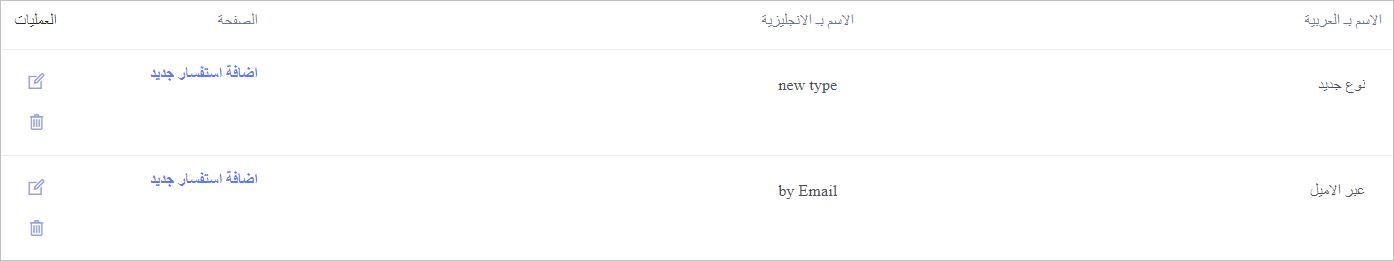 الاسم بـ العربية
الاسم بـ الانجليزية
الصفحة
العمليات
نوع جديد
new type
اضافة استفسار جديد
عبر الاميل
by Email
اضافة استفسار جديد